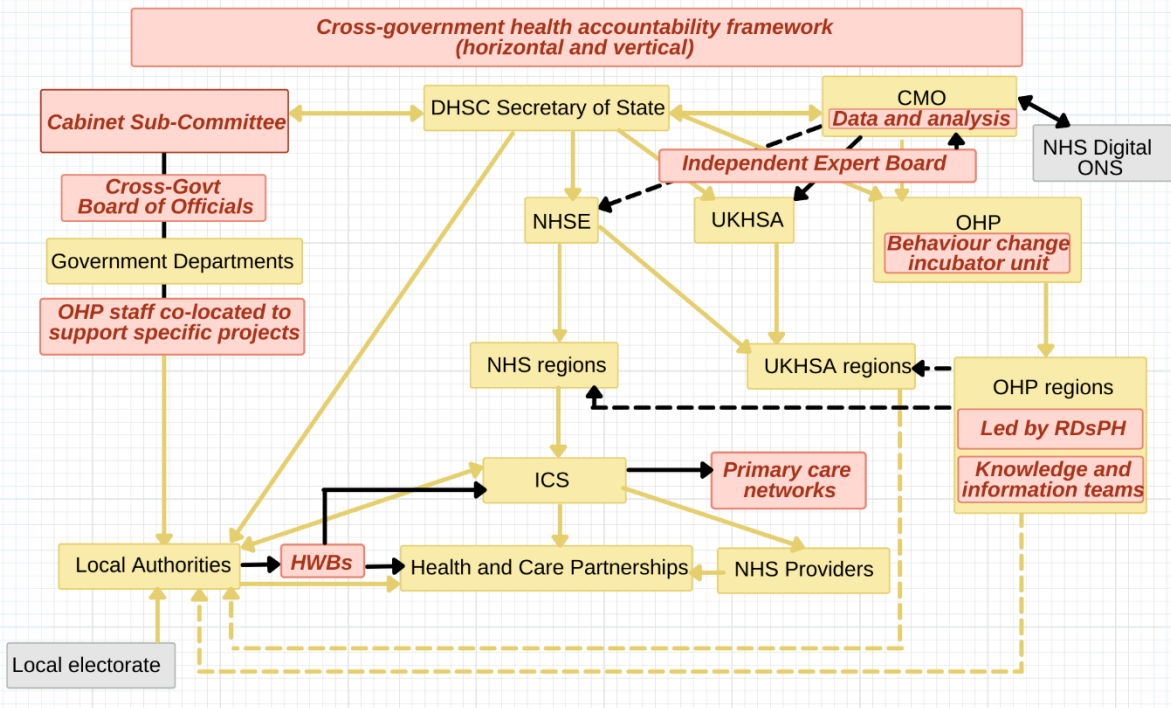 Cross-government health accountability framework
(horizontal and vertical)
Cabinet Sub-Committee
DHSC Secretary of State
CMO
Data and analysis
NHS Digital
ONS
Independent Expert Board
Cross-Govt
Board of Officials
NHSE
UKHSA
OHP
Behaviour change
incubator unit
Government Departments
OHP staff co-located to
support specific projects
NHS regions
UKHSA regions
OHP regions
Led by RDsPH
Knowledge and
information teams
ICS
Primary care
networks
Local Authorities
HWBs
Health and Care Partnerships
NHS Providers
Local electorate